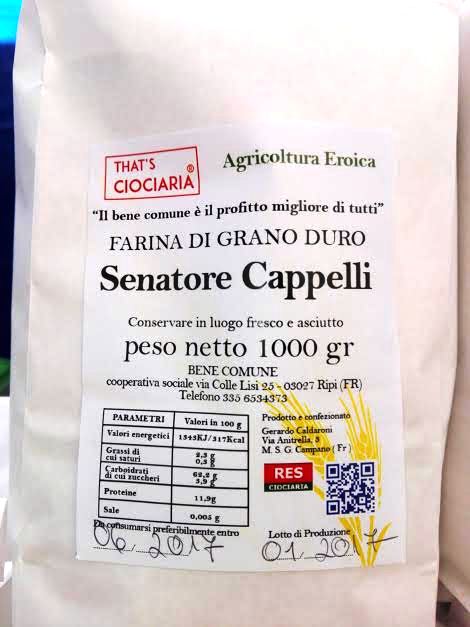 THAT'S
CIOCIARIA®
Agricoltura Eroica
“Il bene comune è il profitto migliore di tutti”
FARINA DI GRANO DURO
Senatore Cappelli
Conservare in luogo fresco e asciutto
peso netto 1000 gr
BENE COMUNE
cooperativa sociale via Colle Lisi 25 - 03027 Ripi (FR)
Telefono 335 6534373
PARAMETRI Valori in 100 g
Valori energetici 1343KJ/317Kcal
Grassi di 2,3 g
cui saturi 0,3 g
Carboidrati 62,2 g
di cui zuccheri 3,9 g
Proteine 11,9g
Sale 0,005 g
Prodotto e confezionato
Gerardo Caldaroni
Via Anitrella, 3
M. S. G. Campano ( Fr )
RES
CIOCIARIA
Da consumarsi preferibilmente entro
06/2017
Lotto di Produzione
01.2017